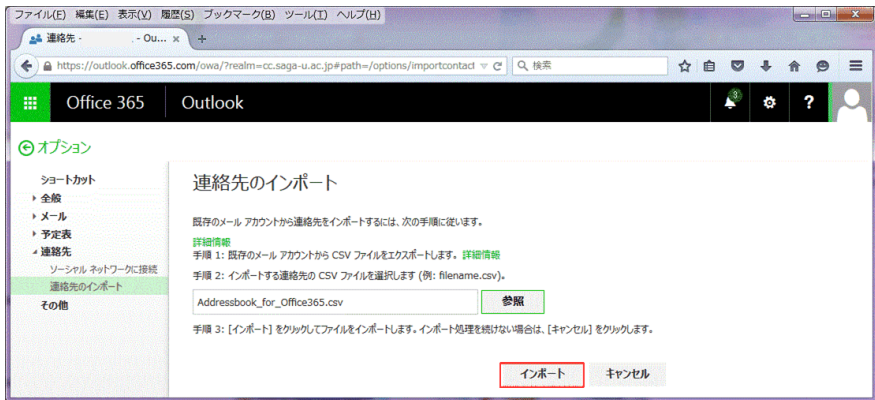 ファイル(F) 編集(E) 表示(V) 履歴(S) ブックマーク(B) ツール(T) ヘルプ(H)
連絡先 - - Ou... × +
https://outlook.office365.com/owa/?realm=cc.saga-u.ac.jp#path=/options/importcontact
検索
Office 365 Outlook 3 ?
オプション
ショートカット
全般
メール
予定表
連絡先
ソーシャル ネットワークに接続
連絡先のインポート
その他
連絡先のインポート
既存のメール アカウントから連絡先をインポートするには、次の手順に従います。
詳細情報
手順 1: 既存のメール アカウントから CSV ファイルをエクスポートします。 詳細情報
手順 2: インポートする連絡先の CSV ファイルを選択します (例: filename.csv)。
Addressbook_for_Office365.csv 参照
手順 3: [インポート] をクリックしてファイルをインポートします。インポート処理を続けない場合は、[キャンセル] をクリックします。
インポート キャンセル